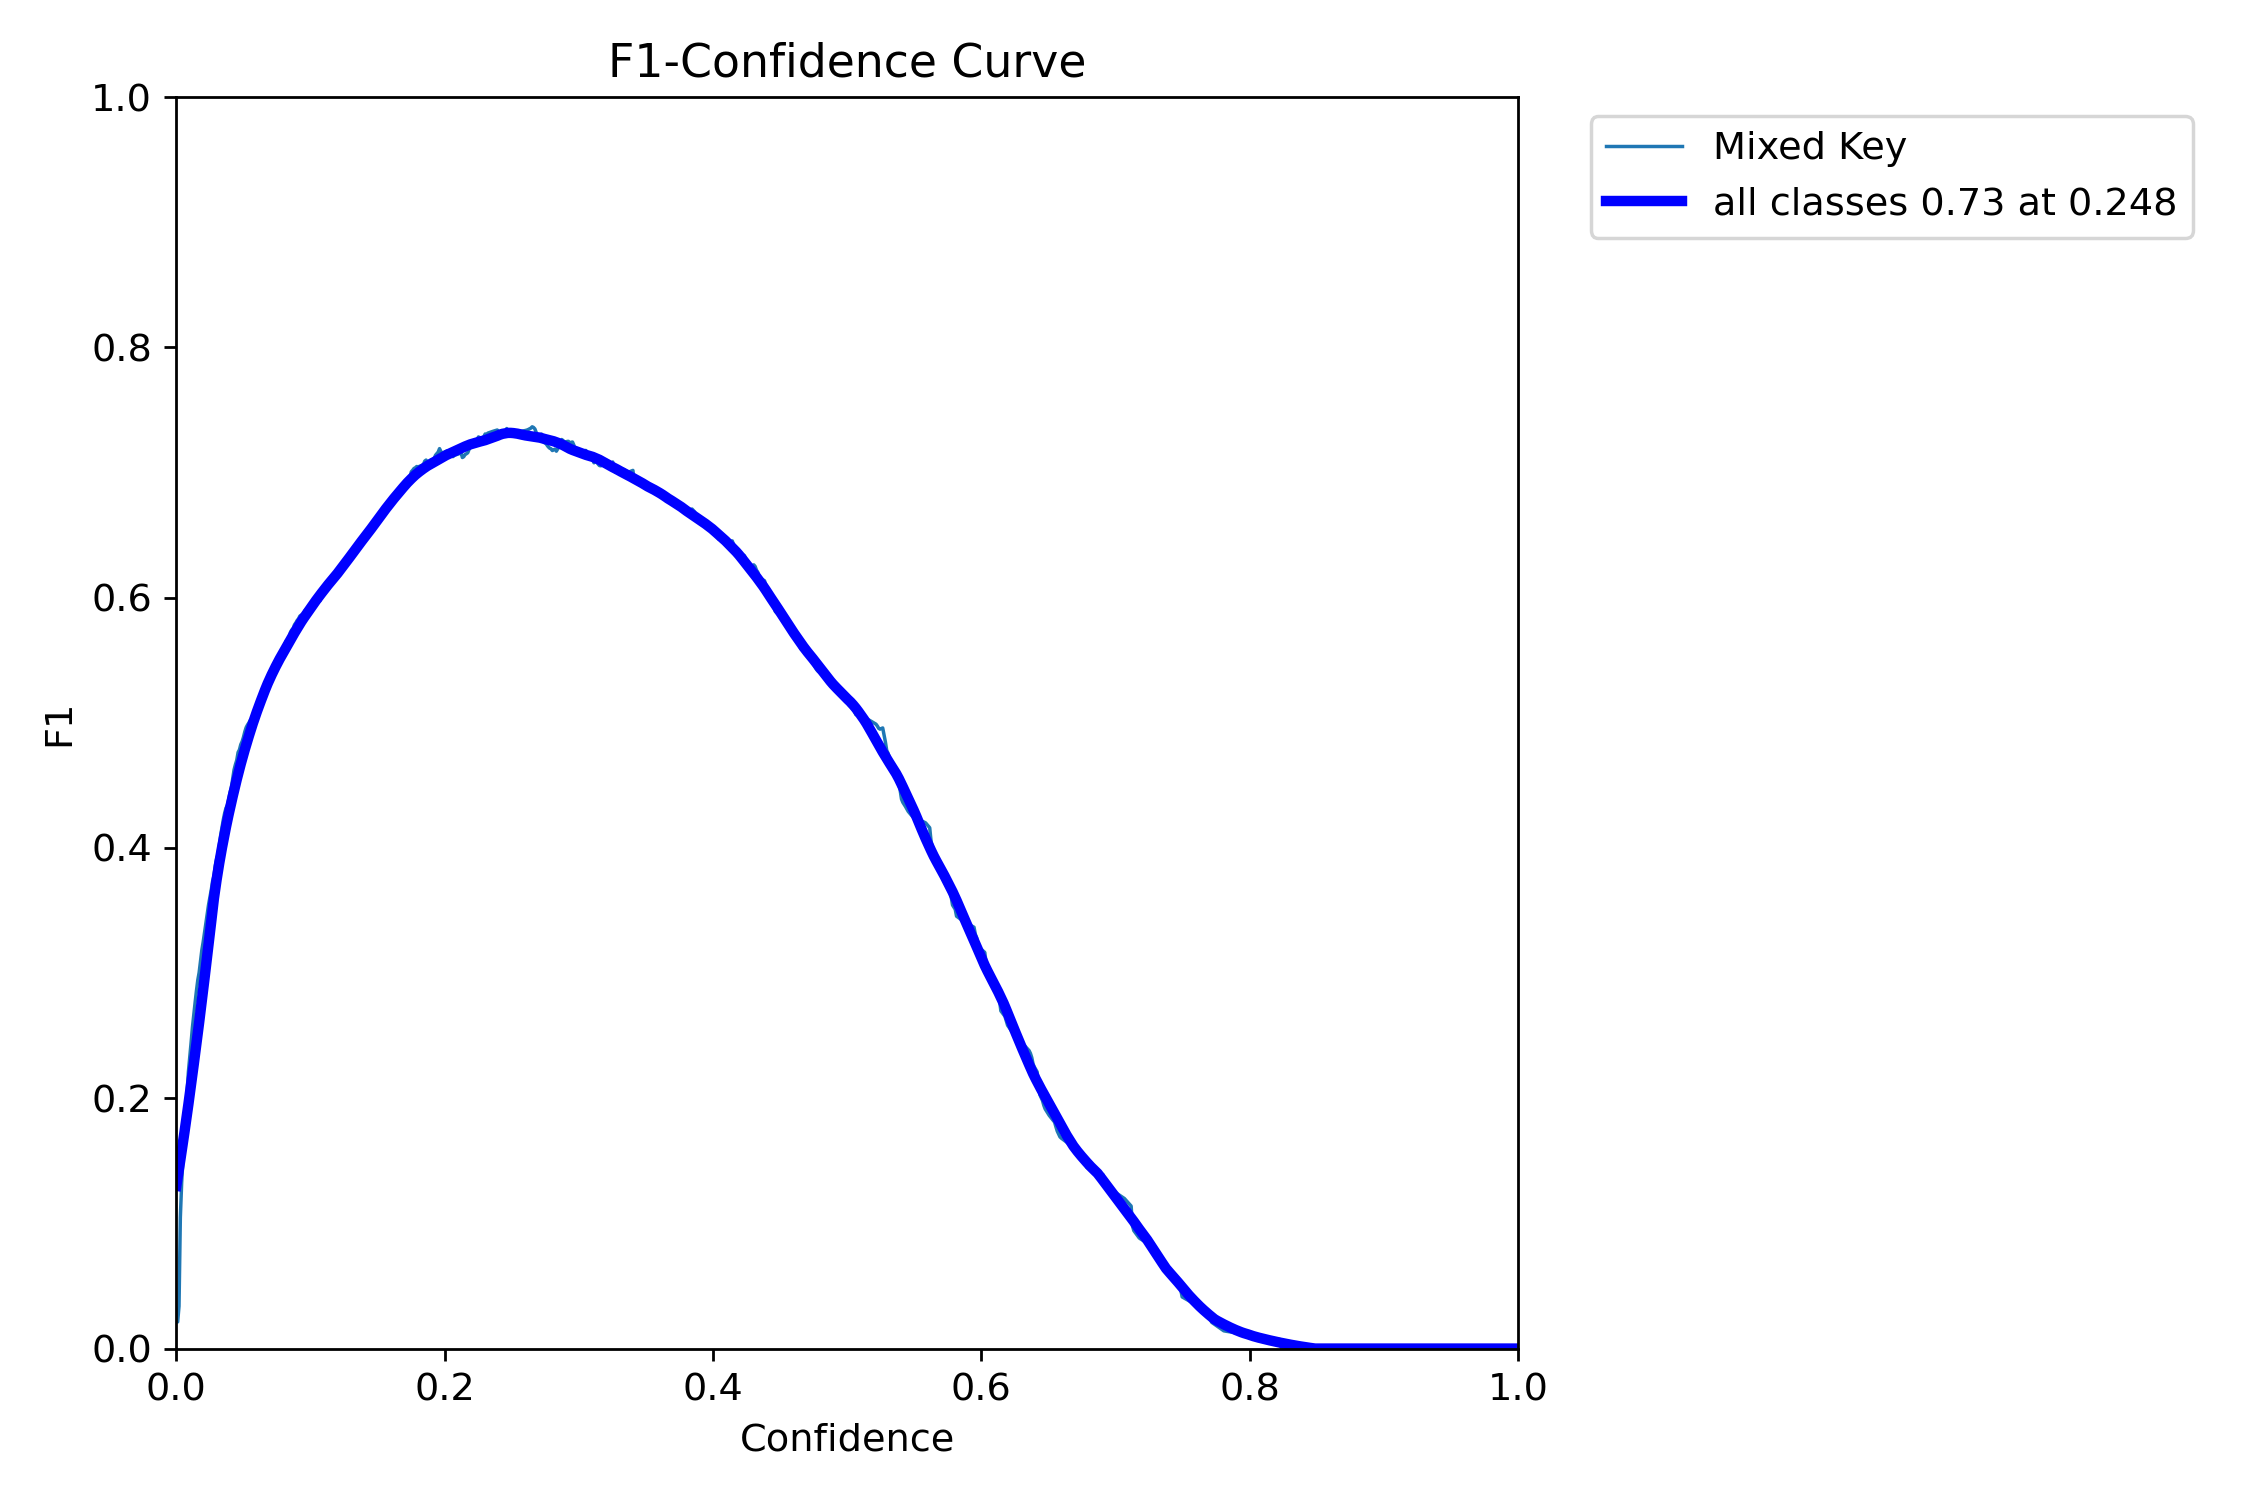 F1-Confidence Curve
1.0
0.8
0.6
0.4
0.2
0.0
F1
0.0 0.2 0.4 0.6 0.8 1.0
Confidence
Mixed Key
all classes 0.73 at 0.248